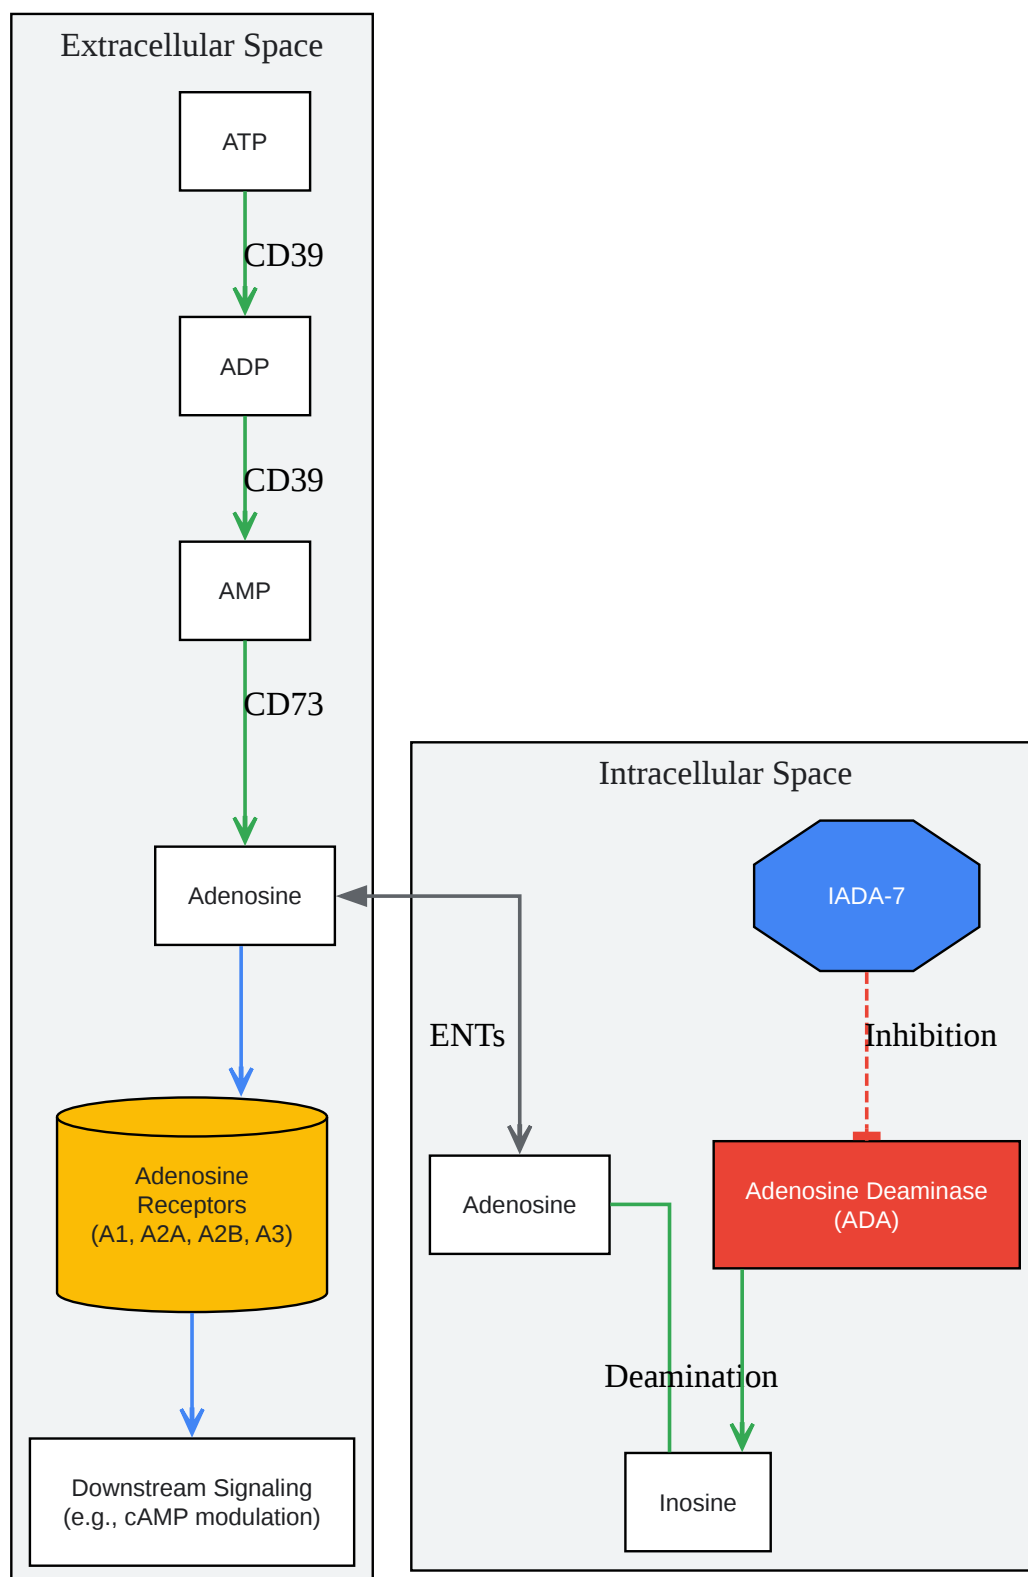 Extracellular Space
ATP
CD39
ADP
CD39
AMP
CD73
Adenosine
Adenosine
Receptors
(A1, A2A, A2B, A3)
Downstream Signaling
(e.g., cAMP modulation)
ENTs
Intracellular Space
IADA-7
Inhibition
Adenosine
Adenosine Deaminase
(ADA)
Deamination
Inosine